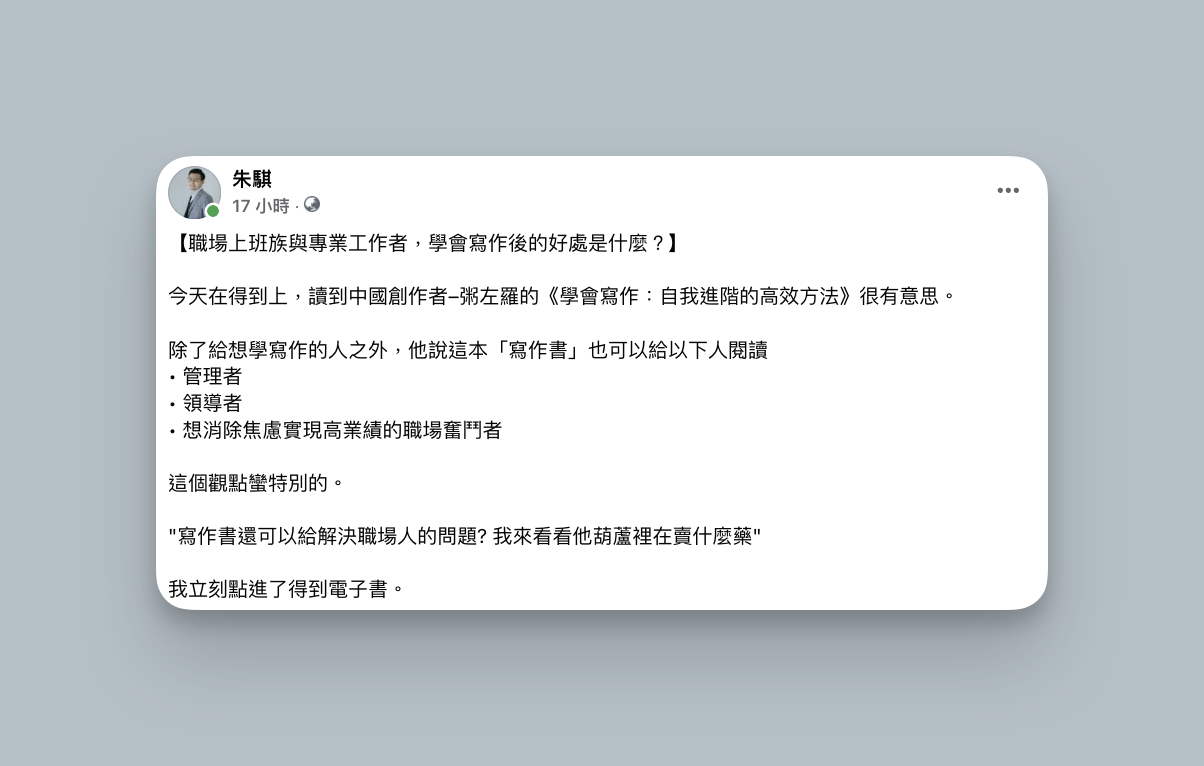 朱騏
17 小時 ·
【職場上班族與專業工作者，學會寫作後的好處是什麼？】
今天在得到上，讀到中國創作者–粥左羅的《學會寫作：自我進階的高效方法》很有意思。
除了給想學寫作的人之外，他說這本「寫作書」也可以給以下人閱讀
• 管理者
• 領導者
• 想消除焦慮實現高業績的職場奮鬥者
這個觀點蠻特別的。
"寫作書還可以給解決職場人的問題? 我來看看他葫蘆裡在賣什麼藥"
我立刻點進了得到電子書。